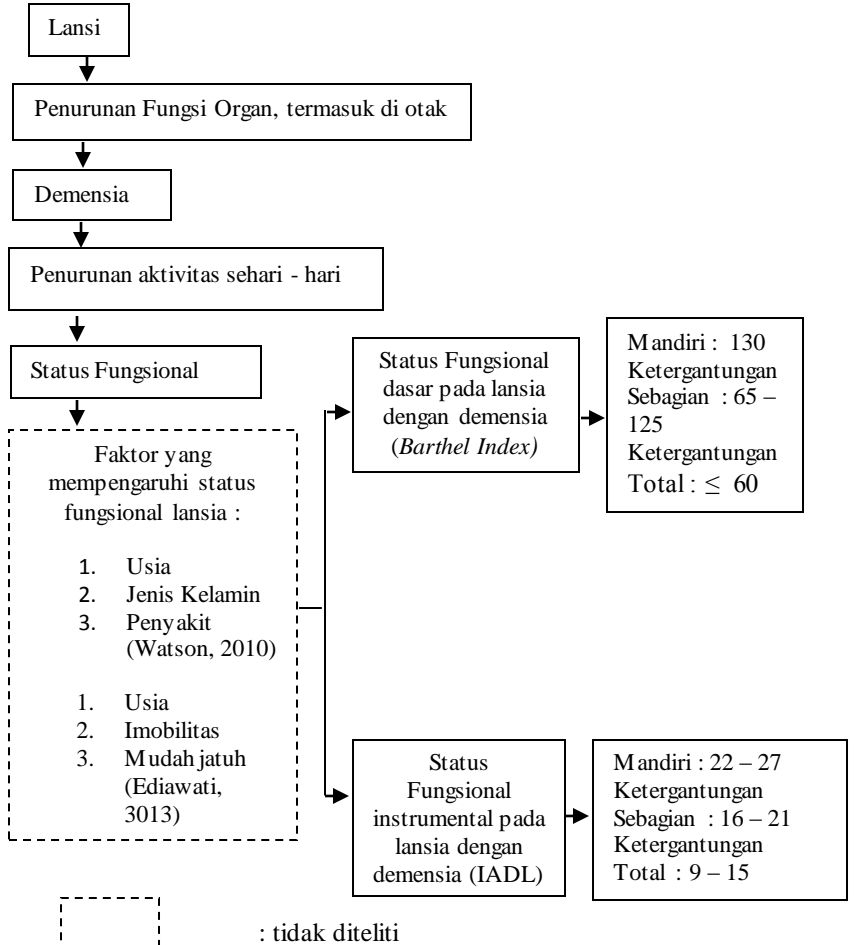 Lansi
Penurunan Fungsi Organ, termasuk di otak
Demensia
Penurunan aktivitas sehari - hari
Status Fungsional
Faktor yang
mempengaruhi status
fungsional lansia :
1. Usia
2. Jenis Kelamin
3. Penyakit
(Watson, 2010)
1. Usia
2. Imobilitas
3. Mudah jatuh
(Ediawati,
3013)
Status Fungsional
dasar pada lansia
dengan demensia
(Barthel Index)
Mandiri : 130
Ketergantungan
Sebagian : 65 –
125
Ketergantungan
Total : ≤ 60
Status
Fungsional
instrumental pada
lansia dengan
demensia (IADL)
Mandiri : 22 – 27
Ketergantungan
Sebagian : 16 – 21
Ketergantungan
Total : 9 – 15
: tidak diteliti